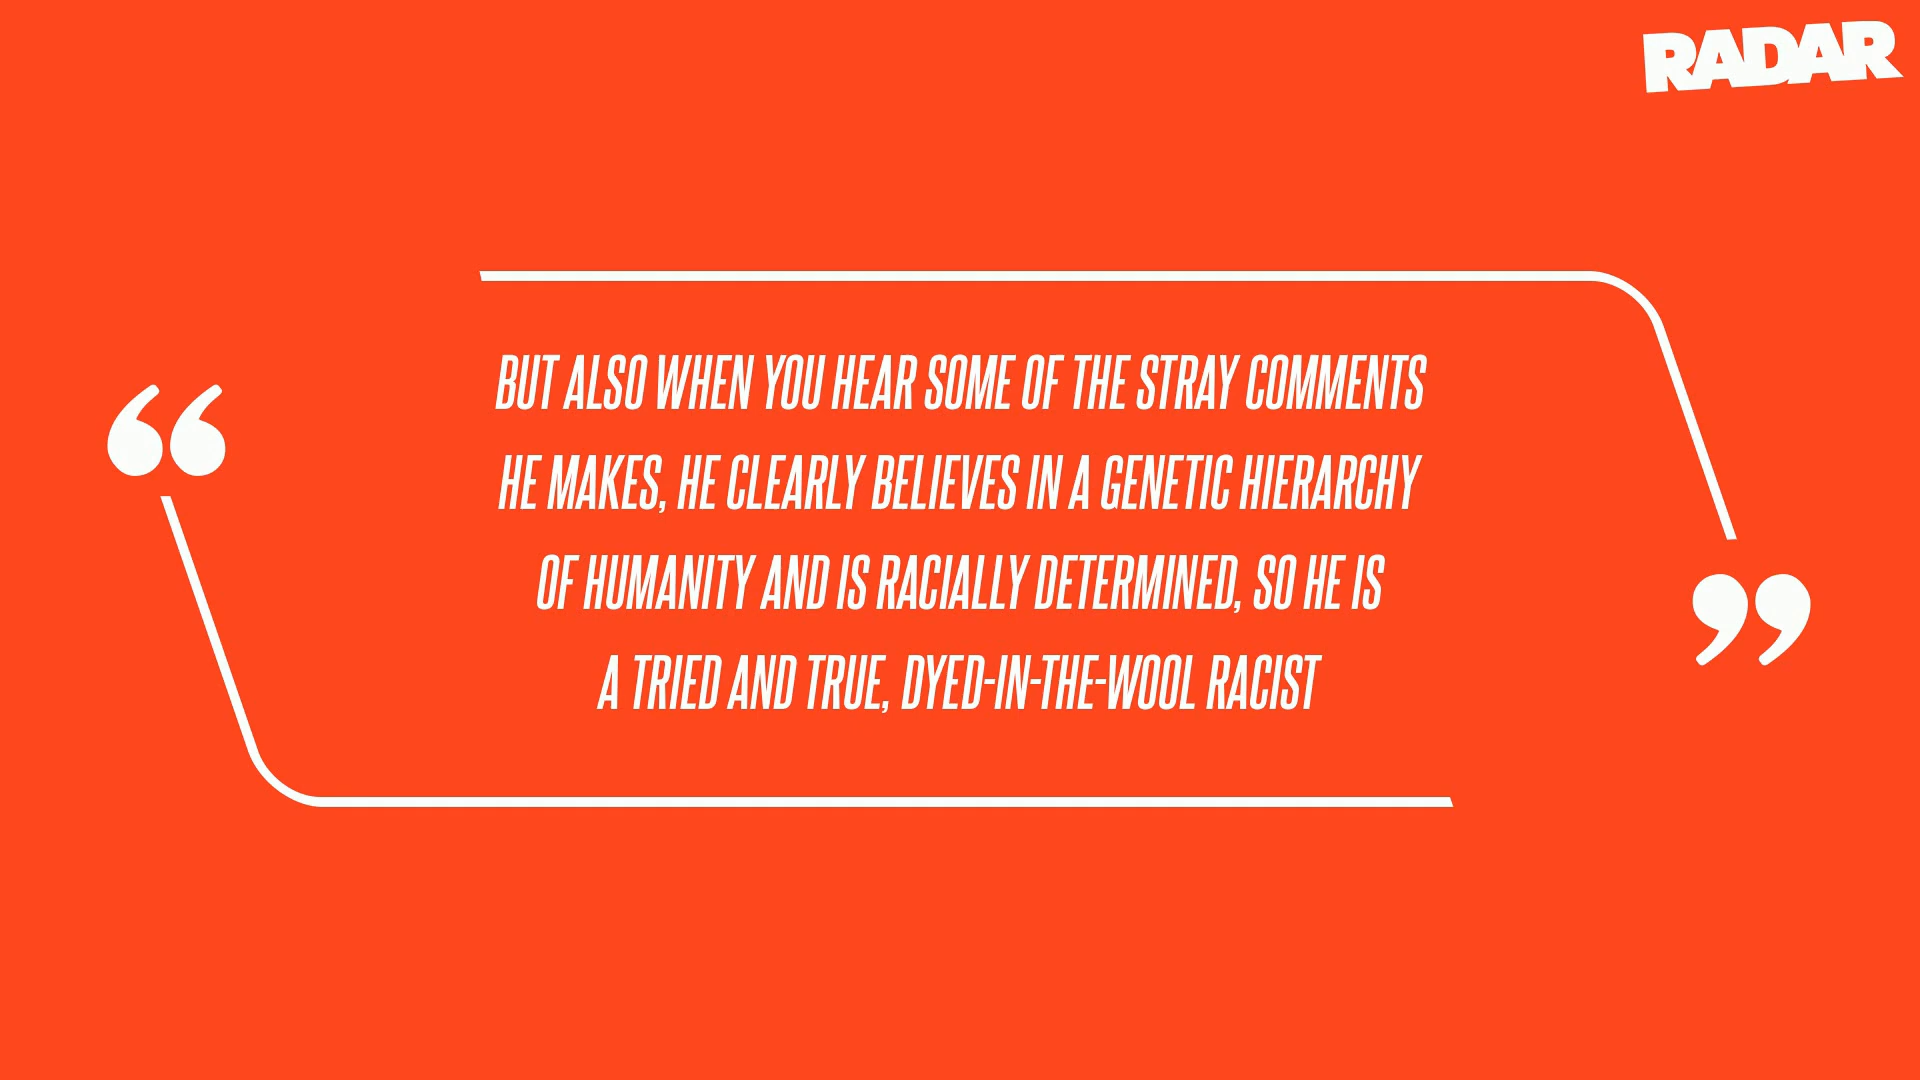 RADAR
BUT ALSO WHEN YOU HEAR SOME OF THE STRAY COMMENTS
HE MAKES, HE CLEARLY BELIEVES IN A GENETIC HIERARCHY
OF HUMANITY AND IS RACIALLY DETERMINED, SO HE IS
A TRIED AND TRUE, DYED-IN-THE-WOOL RACIST